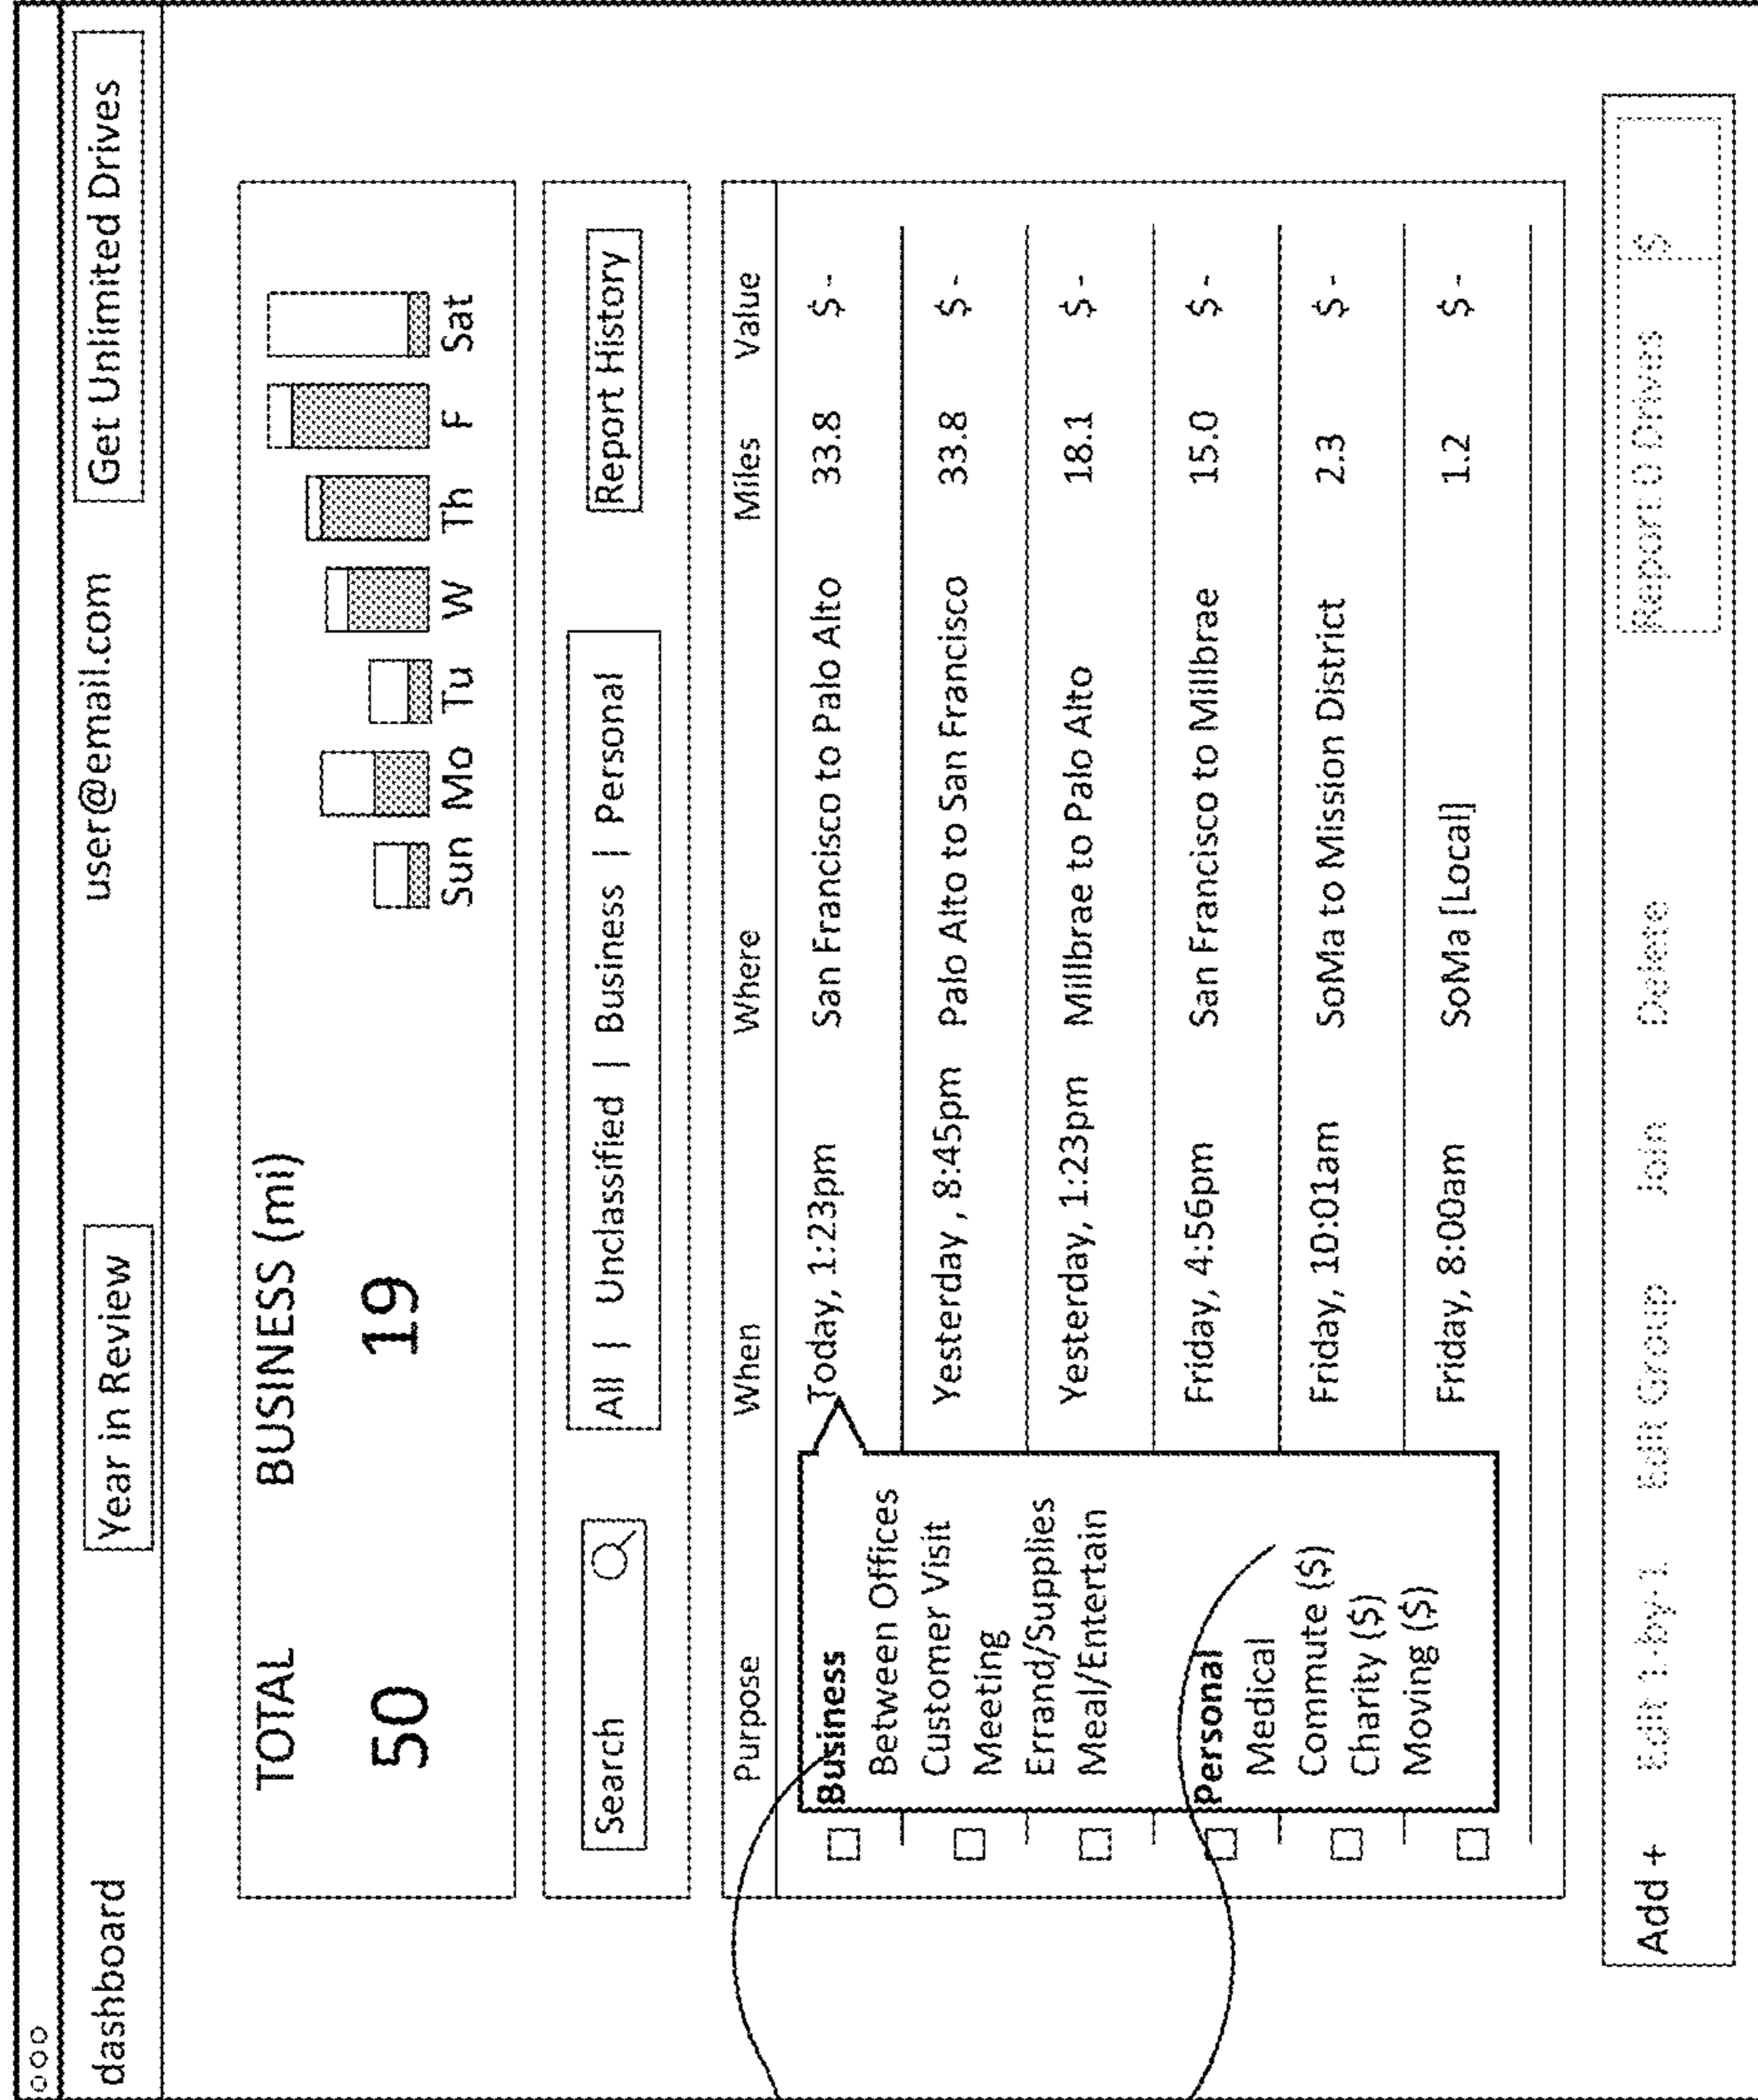 dashboard Year in Review user@email.com Get Unlimited Drives
TOTAL BUSINESS (mi)
50 19
Sun Mo Tu W Th F Sat
Search All | Unclassified | Business | Personal Report History
Purpose When Where Miles Value
Business Today, 1:23pm San Francisco to Palo Alto 33.8 $ -
Between Offices
Customer Visit Yesterday , 8:45pm Palo Alto to San Francisco 33.8 $ -
Meeting
Errand/Supplies
Meal/Entertain Yesterday, 1:23pm Millbrae to Palo Alto 18.1 $ -
Personal Friday, 4:56pm San Francisco to Millbrae 15.0 $ -
Medical
Commute ($)
Charity ($) Friday, 10:01am SoMa to Mission District 2.3 $ -
Moving ($)
Friday, 8:00am SoMa [Local] 1.2 $ -
Add + Edit 1-by-1 Edit Group Join Delete Report 0 Drives $